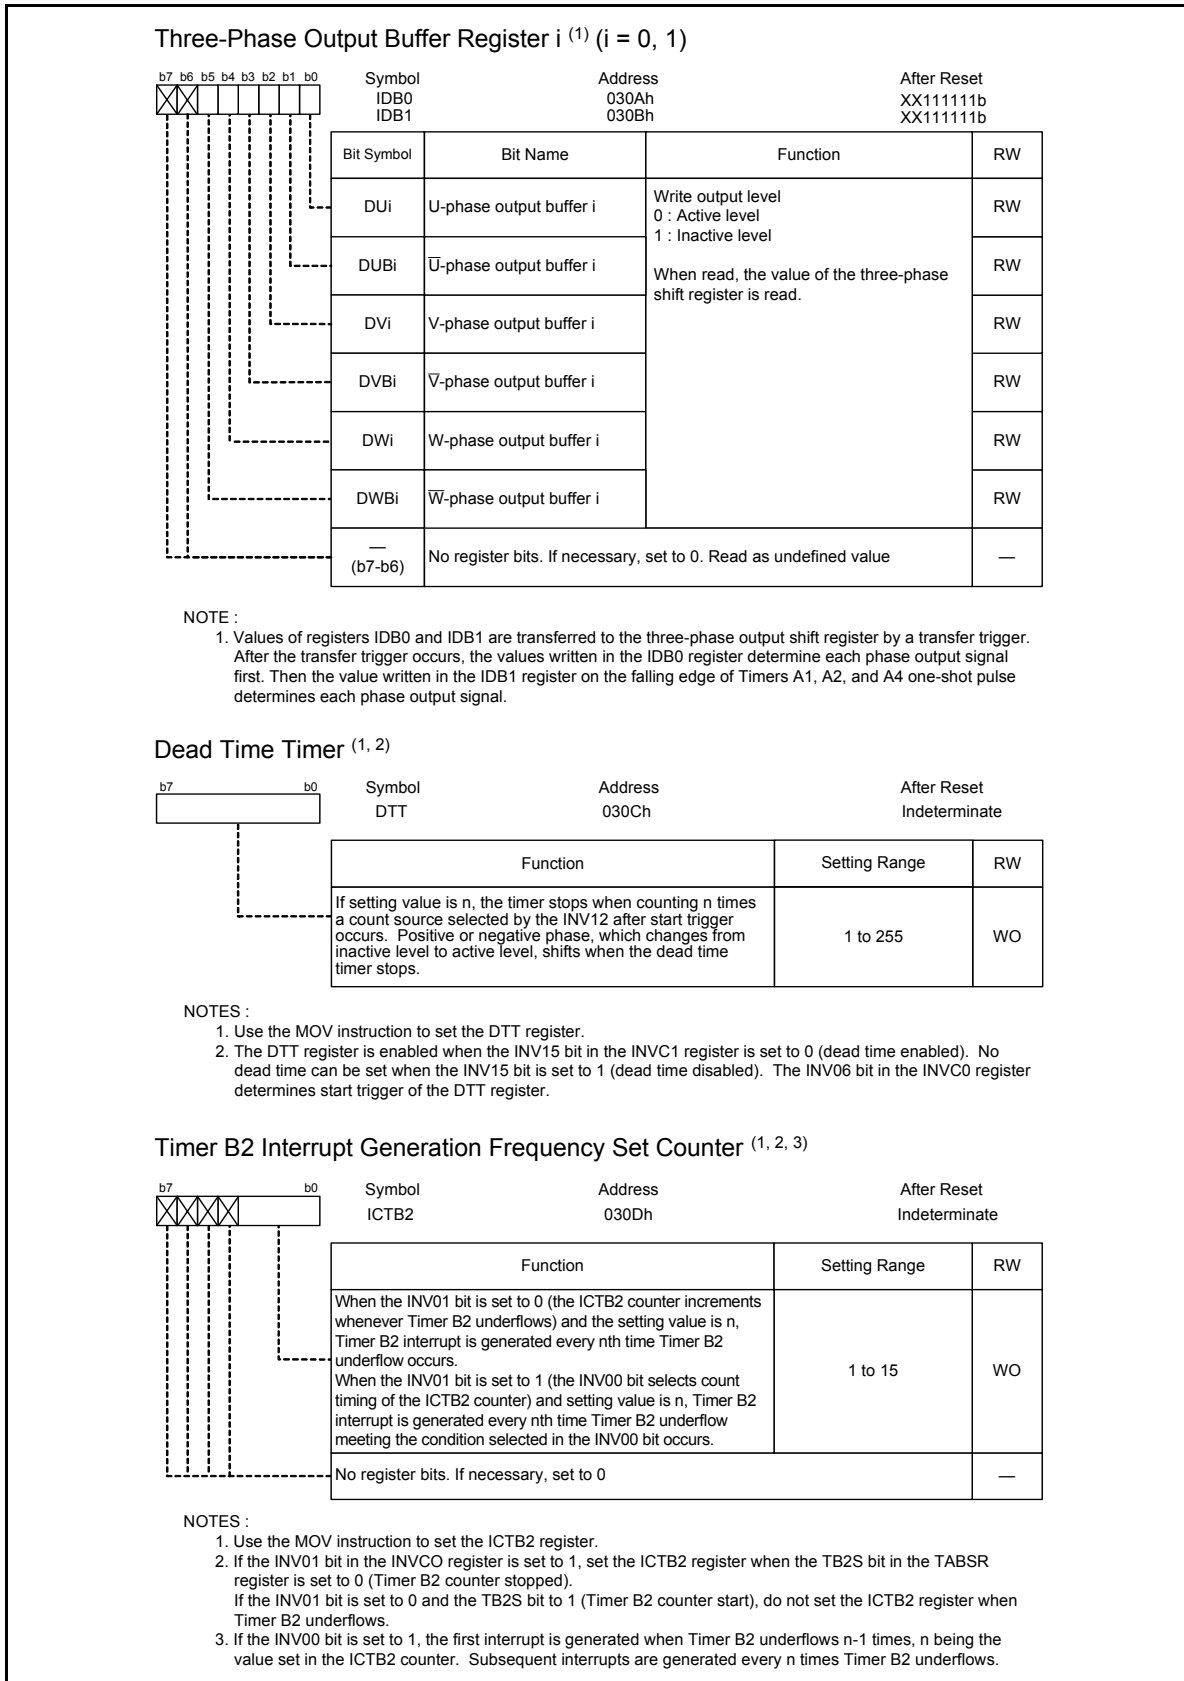 Three-Phase Output Buffer Register i (1) (i = 0, 1)
b7 b6 b5 b4 b3 b2 b1 b0
Symbol Address After Reset
IDB0 030Ah XX111111b
IDB1 030Bh XX111111b
Bit Symbol Bit Name Function RW
DUi U-phase output buffer i RW
Write output level
0 : Active level
1 : Inactive level
When read, the value of the three-phase
shift register is read.
DUBi U̅-phase output buffer i RW
DVi V-phase output buffer i RW
DVBi V̅-phase output buffer i RW
DWi W-phase output buffer i RW
DWBi W̅-phase output buffer i RW
—
(b7-b6) No register bits. If necessary, set to 0. Read as undefined value —
NOTE :
1. Values of registers IDB0 and IDB1 are transferred to the three-phase output shift register by a transfer trigger.
After the transfer trigger occurs, the values written in the IDB0 register determine each phase output signal
first. Then the value written in the IDB1 register on the falling edge of Timers A1, A2, and A4 one-shot pulse
determines each phase output signal.
Dead Time Timer (1, 2)
b7 b0
Symbol Address After Reset
DTT 030Ch Indeterminate
Function Setting Range RW
If setting value is n, the timer stops when counting n times
a count source selected by the INV12 after start trigger
occurs. Positive or negative phase, which changes from
inactive level to active level, shifts when the dead time
timer stops.
1 to 255 WO
NOTES :
1. Use the MOV instruction to set the DTT register.
2. The DTT register is enabled when the INV15 bit in the INVC1 register is set to 0 (dead time enabled). No
dead time can be set when the INV15 bit is set to 1 (dead time disabled). The INV06 bit in the INVC0 register
determines start trigger of the DTT register.
Timer B2 Interrupt Generation Frequency Set Counter (1, 2, 3)
b7 b0
Symbol Address After Reset
ICTB2 030Dh Indeterminate
Function Setting Range RW
When the INV01 bit is set to 0 (the ICTB2 counter increments
whenever Timer B2 underflows) and the setting value is n,
Timer B2 interrupt is generated every nth time Timer B2
underflow occurs.
When the INV01 bit is set to 1 (the INV00 bit selects count
timing of the ICTB2 counter) and setting value is n, Timer B2
interrupt is generated every nth time Timer B2 underflow
meeting the condition selected in the INV00 bit occurs.
1 to 15 WO
No register bits. If necessary, set to 0 —
NOTES :
1. Use the MOV instruction to set the ICTB2 register.
2. If the INV01 bit in the INVCO register is set to 1, set the ICTB2 register when the TB2S bit in the TABSR
register is set to 0 (Timer B2 counter stopped).
If the INV01 bit is set to 0 and the TB2S bit to 1 (Timer B2 counter start), do not set the ICTB2 register when
Timer B2 underflows.
3. If the INV00 bit is set to 1, the first interrupt is generated when Timer B2 underflows n-1 times, n being the
value set in the ICTB2 counter. Subsequent interrupts are generated every n times Timer B2 underflows.